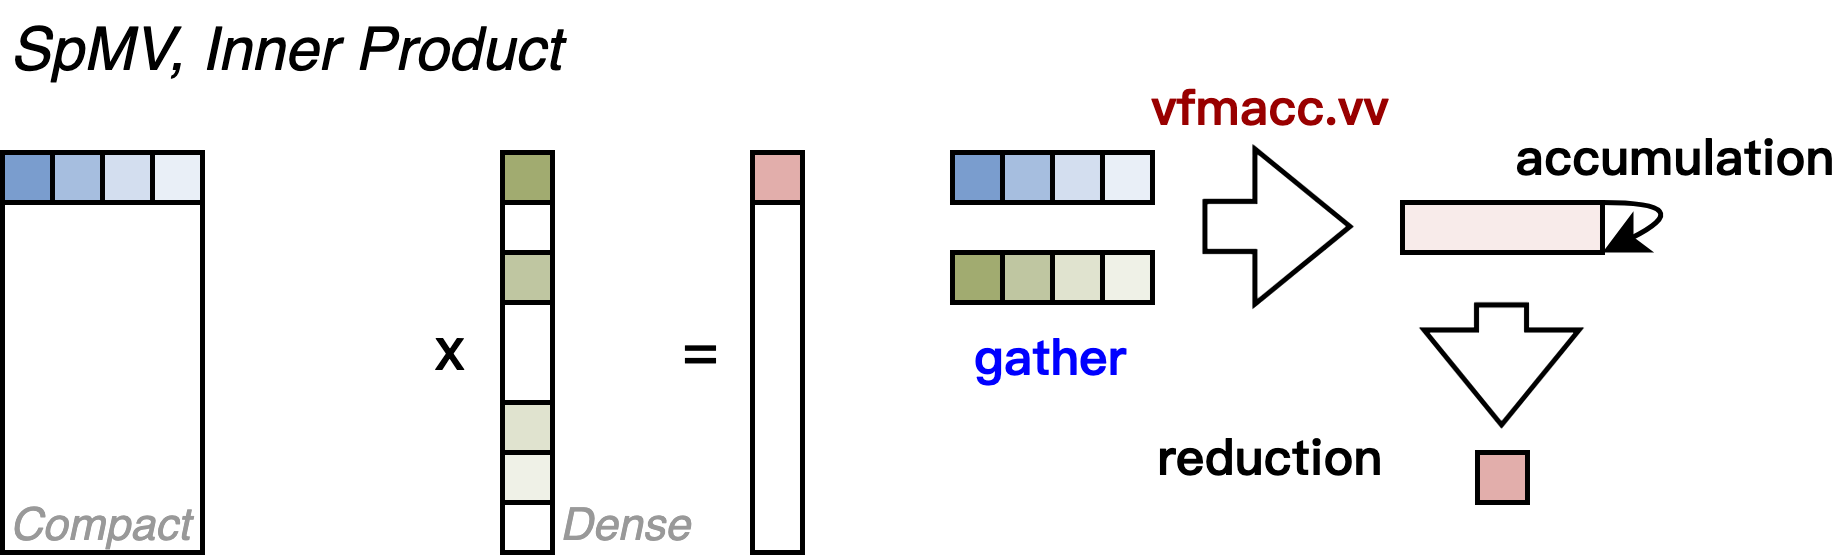 SpMV, Inner Product
vfmacc.vv
accumulation
x
=
gather
reduction
Compact
Dense